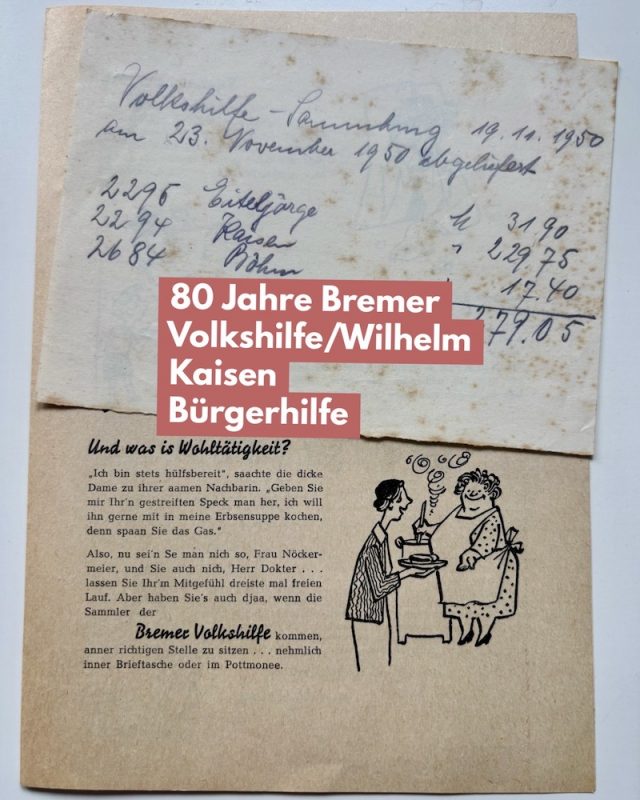 Volkshilfe-Sammlung 19.11.1950
am 23. November 1950 abgeliefert
2295 Eiteljörge 31 90
2294 Kaisen " 229 75
2684 Böhm 17.40
279.05
80 Jahre Bremer
Volkshilfe/Wilhelm
Kaisen
Bürgerhilfe
Und was is Wohltätigkeit?
„Ich bin stets hülfsbereit", saachte die dicke
Dame zu ihrer aamen Nachbarin. „Geben Sie
mir Ihr'n gestreiften Speck man her, ich will
ihn gerne mit in meine Erbsensuppe kochen,
denn spaan Sie das Gas."
Also, nu sei'n Se man nich so, Frau Nöcker-
meier, und Sie auch nich, Herr Dokter . . .
lassen Sie Ihr'm Mitgefühl dreiste mal freien
Lauf. Aber haben Sie's auch djaa, wenn die
Sammler der
Bremer Volkshilfe kommen,
anner richtigen Stelle zu sitzen . . . nehmlich
inner Brieftasche oder im Pottmonee.